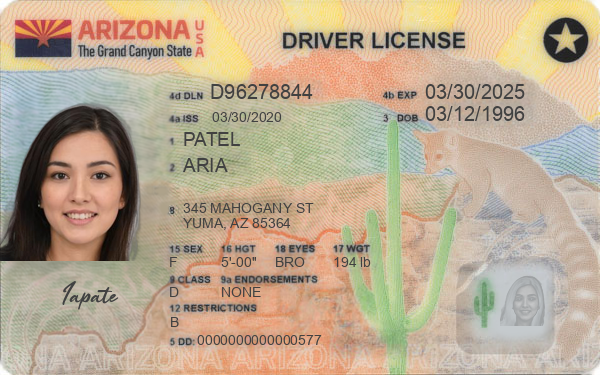 ARIZONA USA
The Grand Canyon State
DRIVER LICENSE
4d DLN D96278844
4b EXP 03/30/2025
4a ISS 03/30/2020
3 DOB 03/12/1996
1 PATEL
2 ARIA
8 345 MAHOGANY ST
YUMA, AZ 85364
15 SEX 16 HGT 18 EYES 17 WGT
F 5'-00" BRO 194 lb
9 CLASS 9a ENDORSEMENTS
D NONE
12 RESTRICTIONS
B
5 DD: 0000000000000577
Iapate
ARIZONA ARIZONA ARIZONA ARIZONA ARI